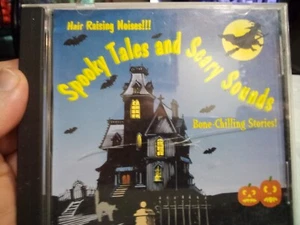 Hair Raising Noises!!!
Spooky Tales and Scary Sounds
Bone-Chilling Stories!